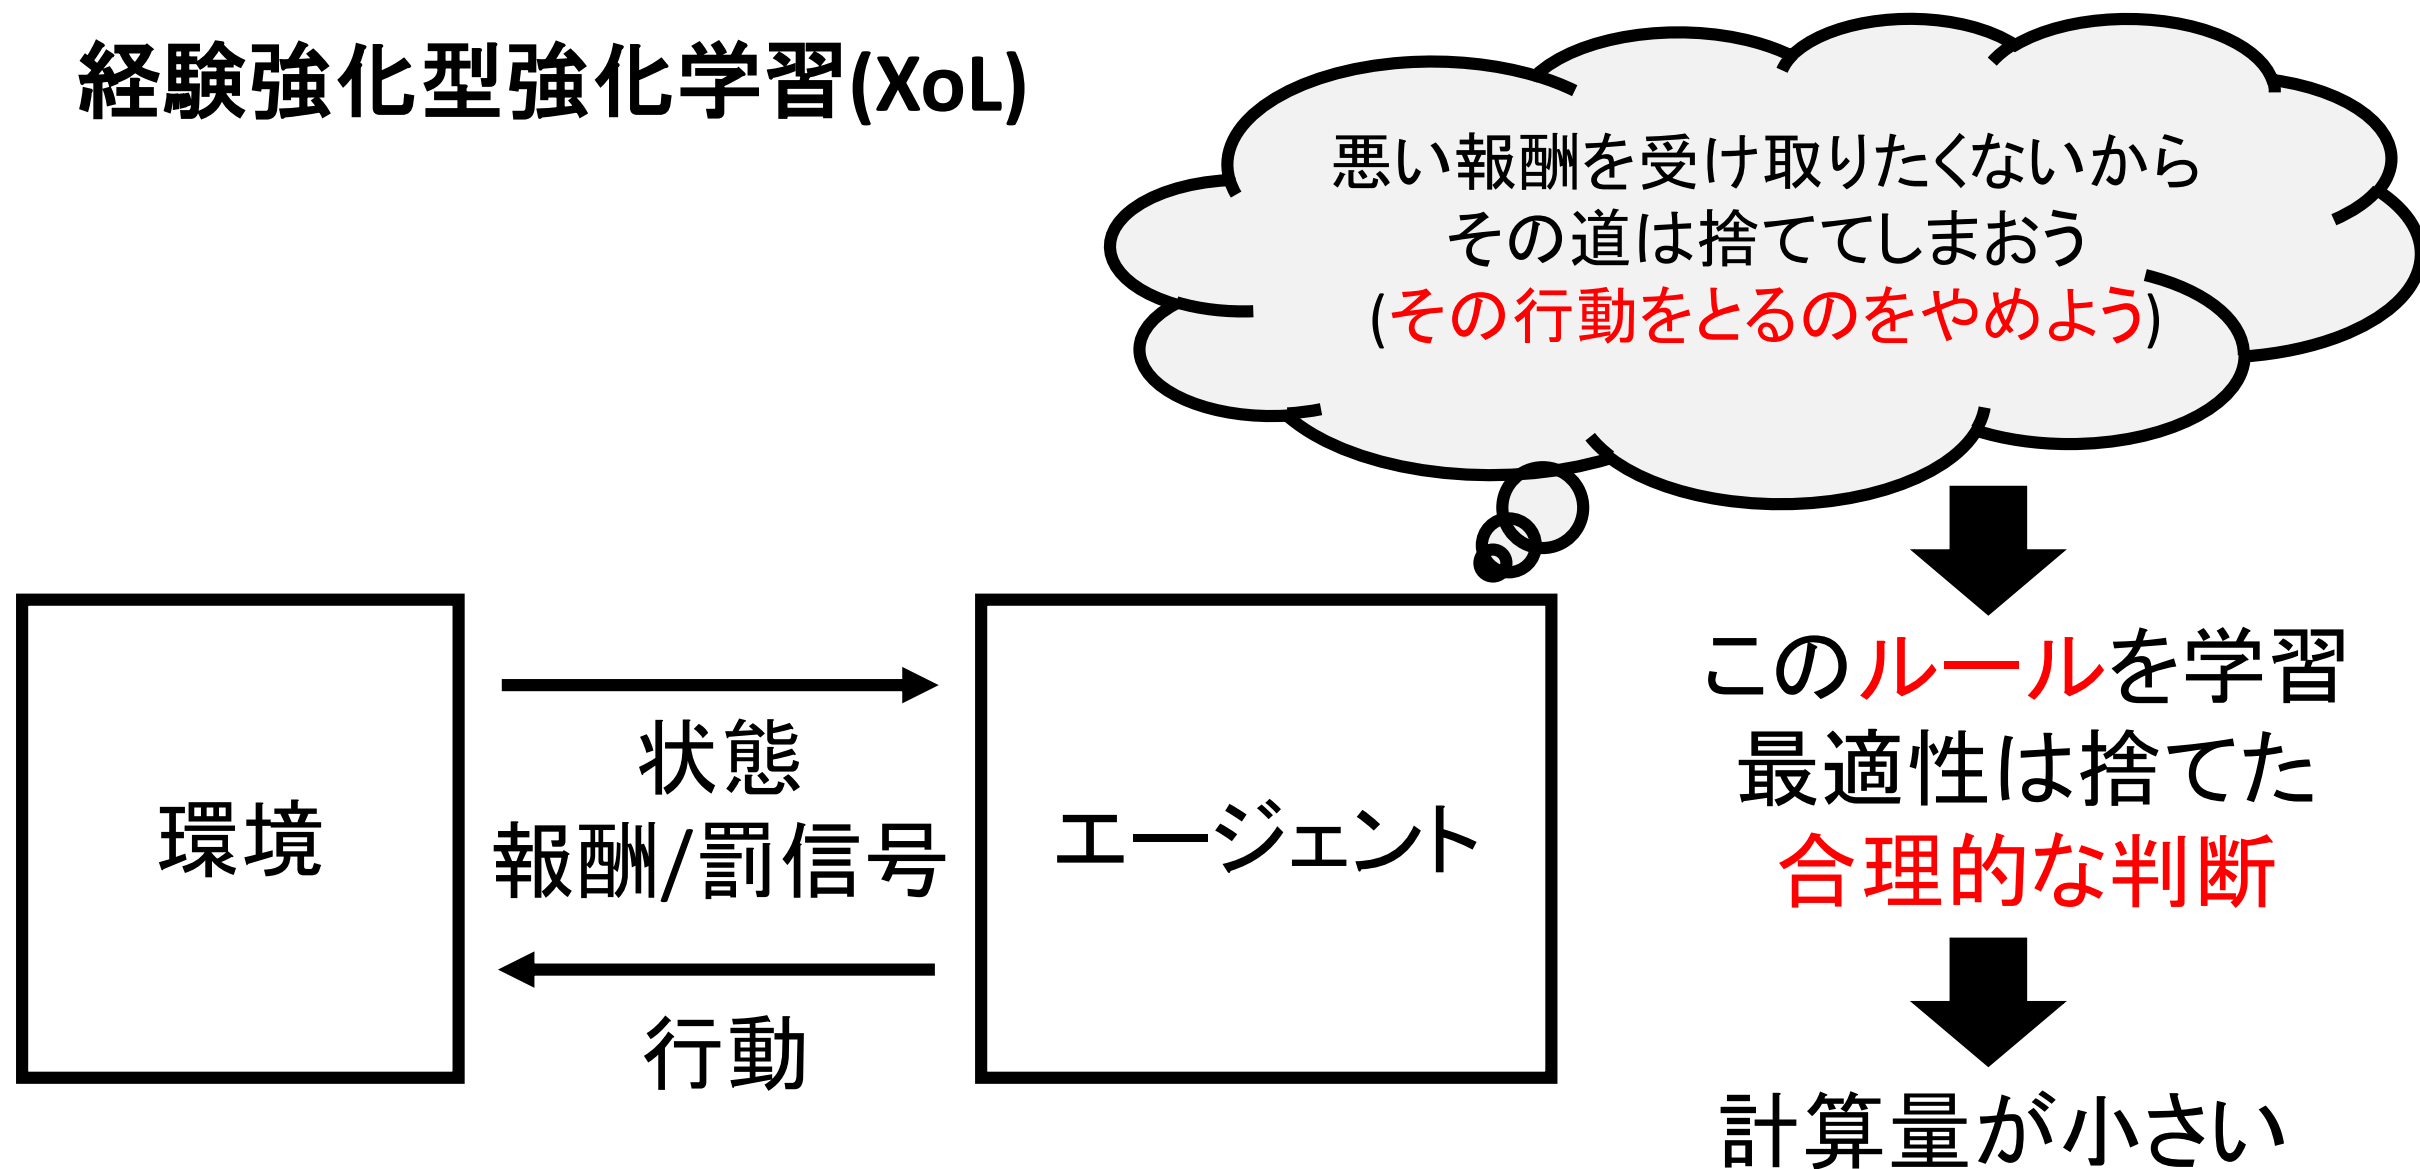 経験強化型強化学習(XoL)
悪い報酬を受け取りたくないから
その道は捨ててしまおう
(その行動をとるのをやめよう)
環境
状態
報酬/罰信号
行動
エージェント
このルールを学習
最適性は捨てた
合理的な判断
計算量が小さい